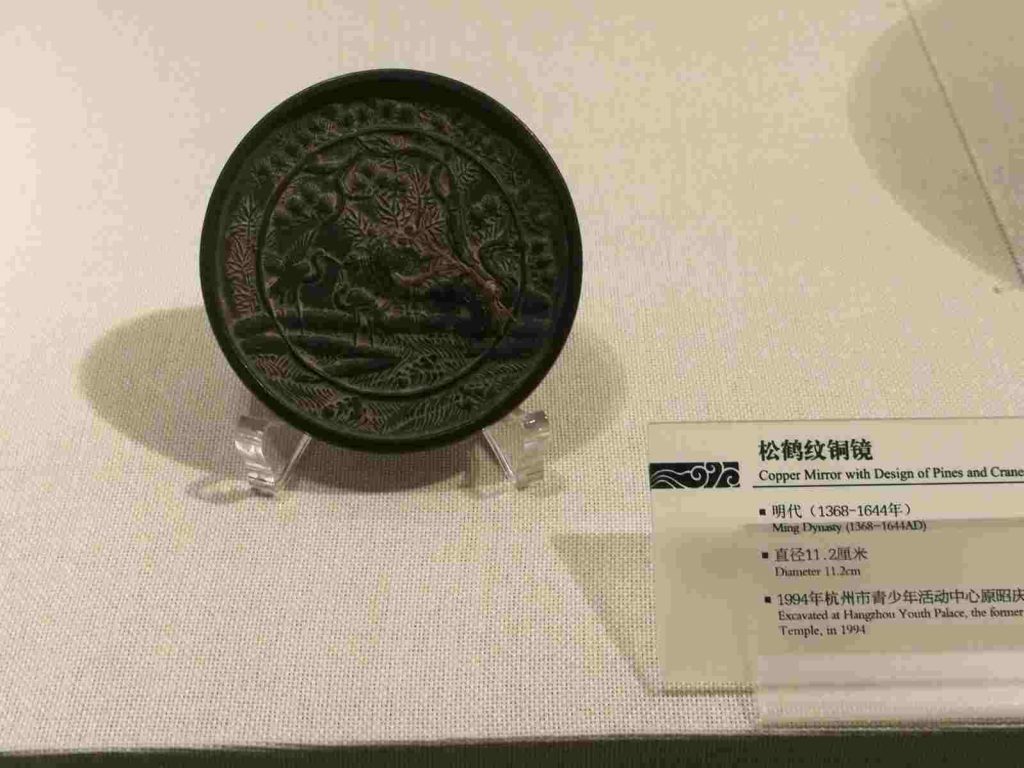 松鹤纹铜镜
Copper Mirror with Design of Pines and Crane
▪ 明代（1368-1644年）
Ming Dynasty (1368-1644AD)
▪ 直径11.2厘米
Diameter 11.2cm
▪ 1994年杭州市青少年活动中心原昭庆
Excavated at Hangzhou Youth Palace, the former
Temple, in 1994